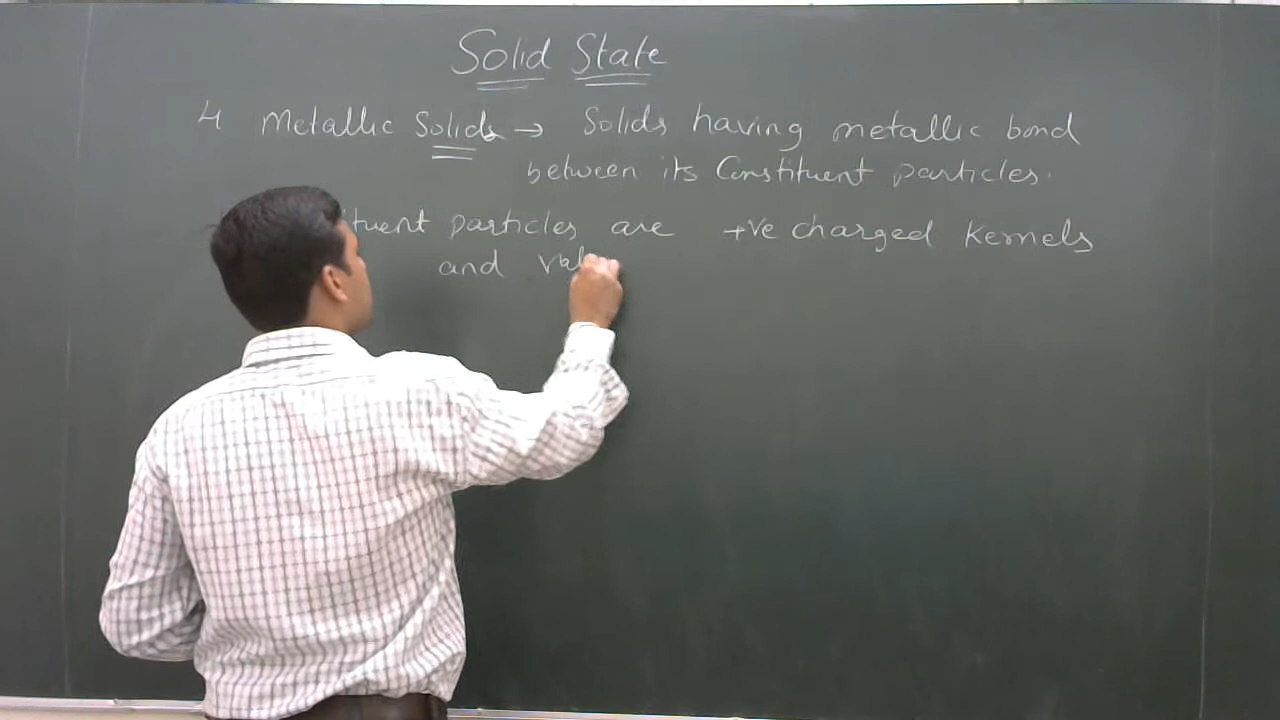 Solid State
4 Metallic Solids → Solids having metallic bond
between its Constituent particles.
particles are +ve charged kernels
and